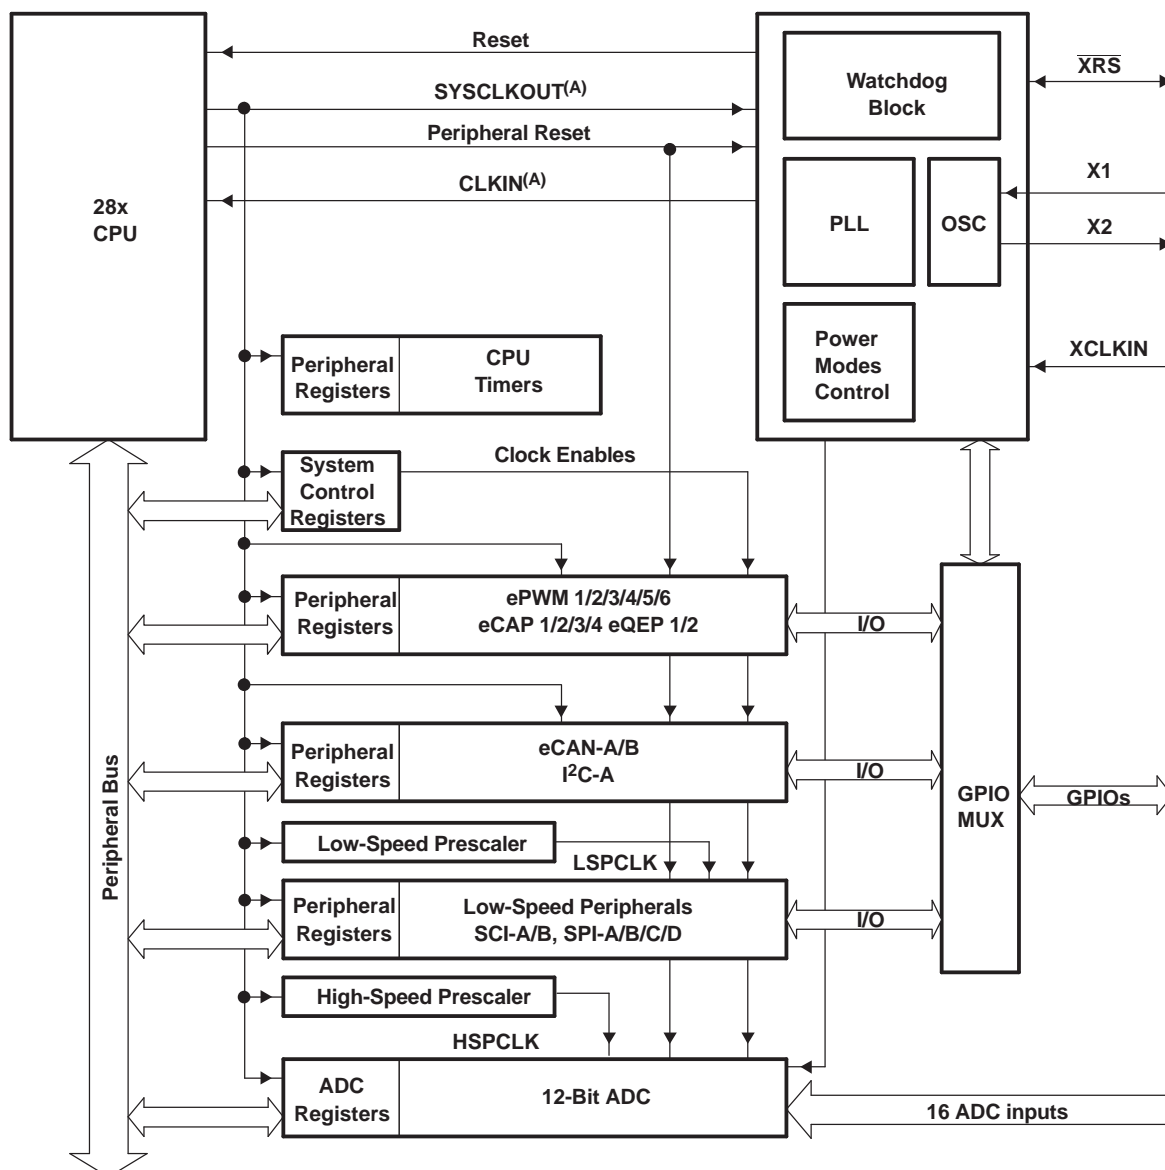 Reset
SYSCLKOUT(A)
Peripheral Reset
CLKIN(A)
28x
CPU
Watchdog
Block
PLL
OSC
Power
Modes
Control
XRS
X1
X2
XCLKIN
Peripheral
Registers
CPU
Timers
System
Control
Registers
Clock Enables
Peripheral
Registers
ePWM 1/2/3/4/5/6
eCAP 1/2/3/4 eQEP 1/2
I/O
Peripheral
Registers
eCAN-A/B
I²C-A
I/O
GPIO
MUX
GPIOs
Peripheral Bus
Low-Speed Prescaler
LSPCLK
Peripheral
Registers
Low-Speed Peripherals
SCI-A/B, SPI-A/B/C/D
I/O
High-Speed Prescaler
HSPCLK
ADC
Registers
12-Bit ADC
16 ADC inputs